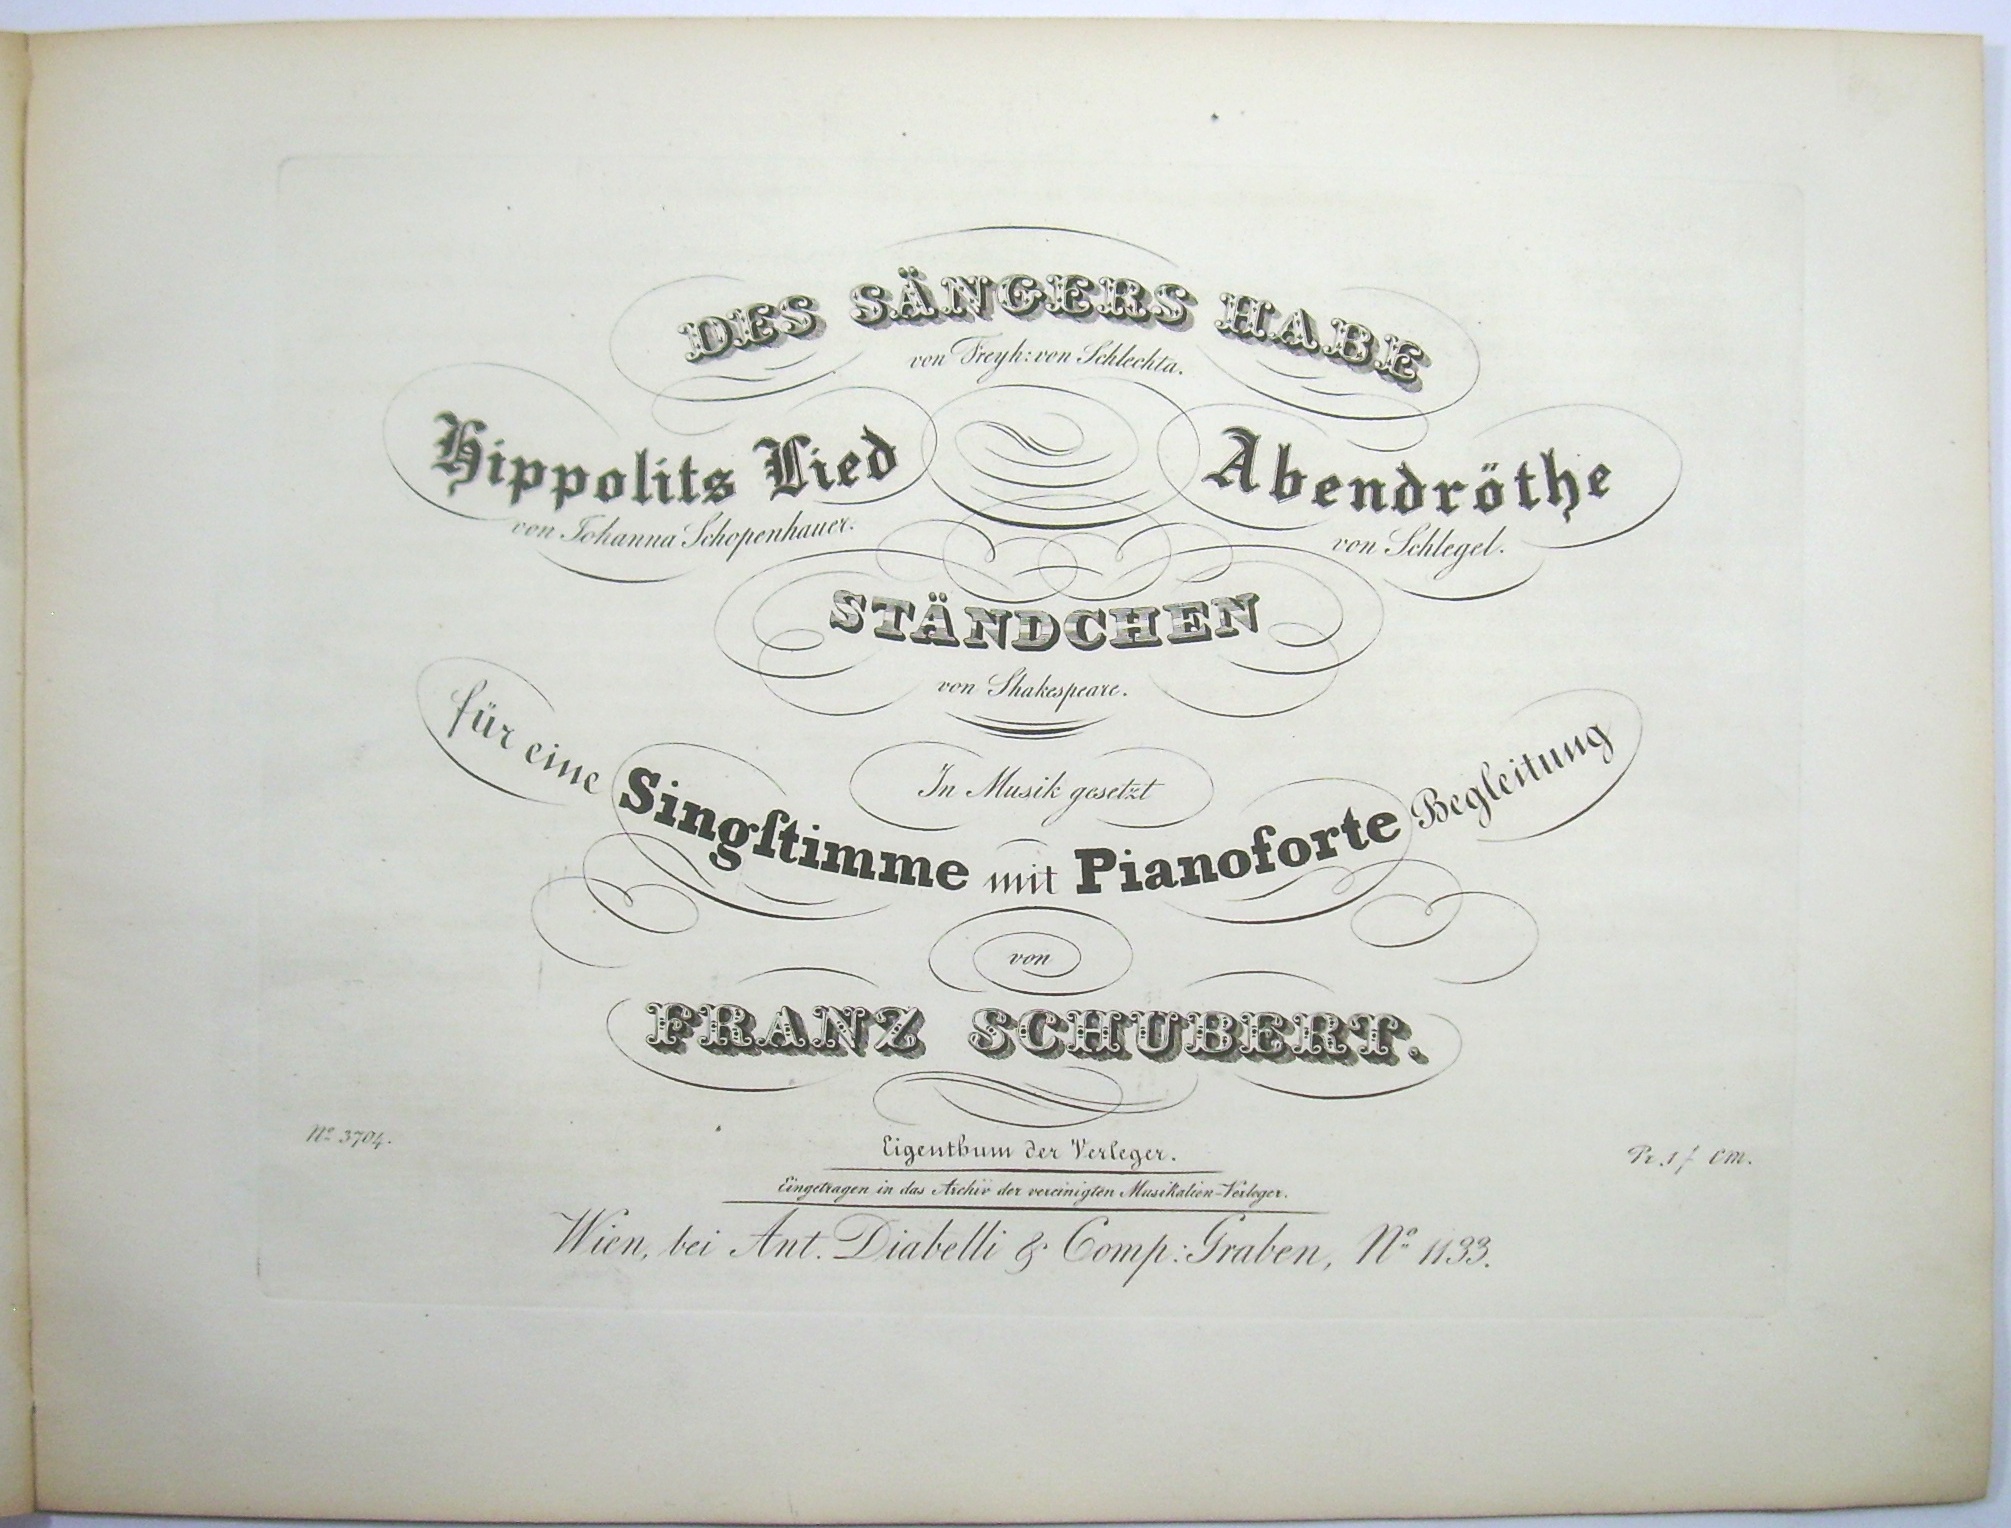 DES SÄNGERS HABE
von Freyh: von Schlechta.
Hippolits Lied
von Johanna Schopenhauer.
Abendröthe
von Schlegel.
STÄNDCHEN
von Shakespeare.
In Musik gesetzt
für eine Singſtimme mit Pianoforte Begleitung
von
FRANZ SCHUBERT.
No 3704.
Eigenthum der Verleger.
Pr. 1 f CM.
Eingetragen in das Archiv der vereinigten Musikalien-Verleger.
Wien, bei Ant. Diabelli & Comp: Graben, No 1133.